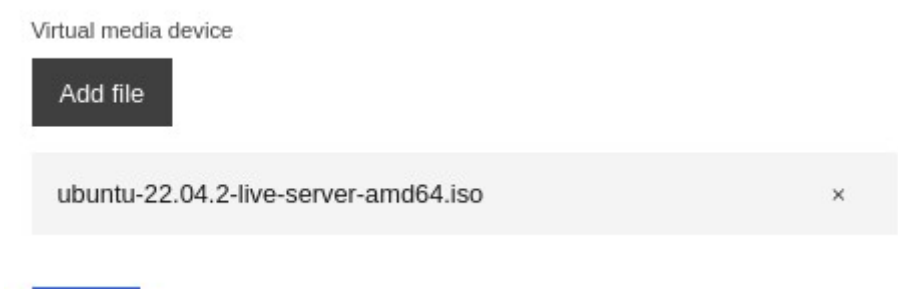 Virtual media device
Add file
ubuntu-22.04.2-live-server-amd64.iso ×